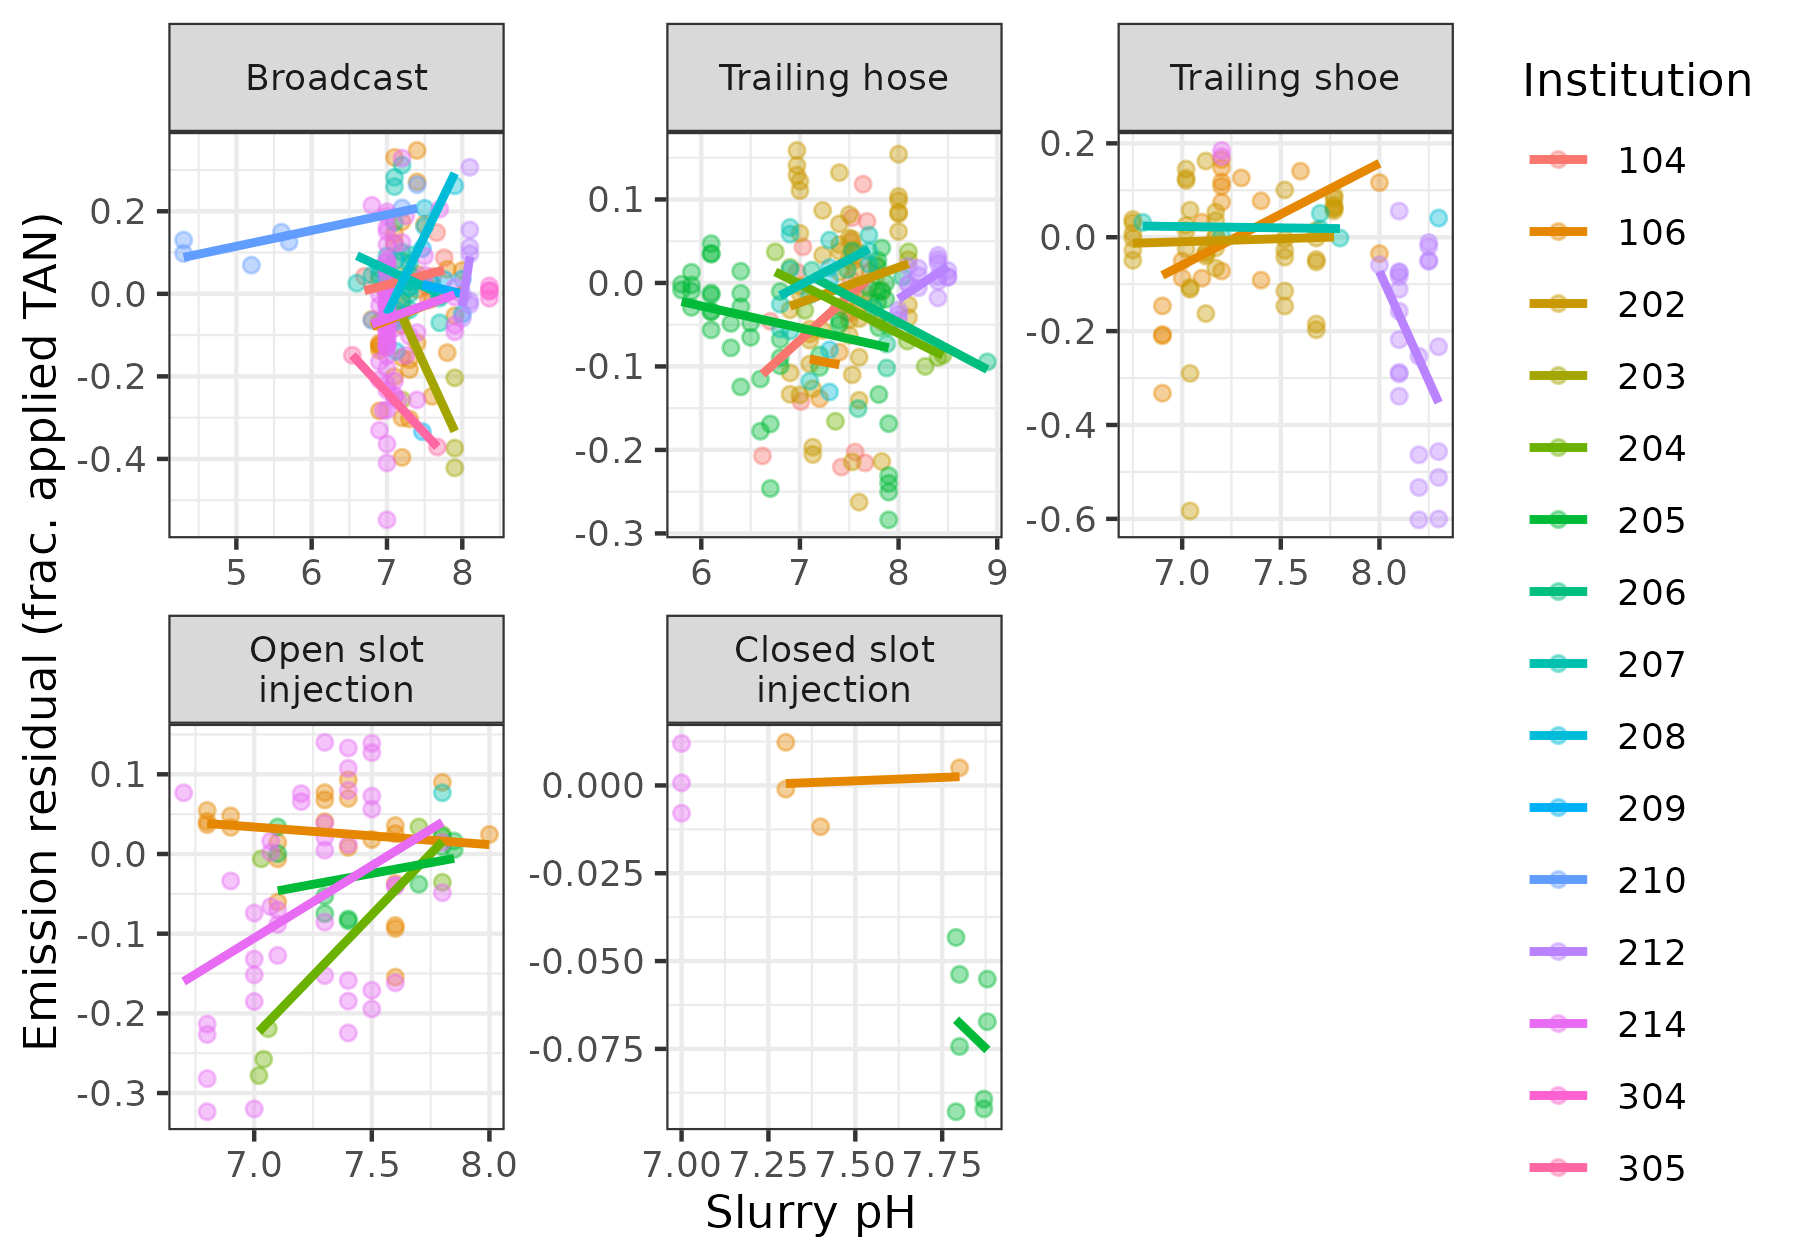 Broadcast
Trailing hose
Trailing shoe
Institution
0.2
0.0
-0.2
-0.4
5 6 7 8
0.1
0.0
-0.1
-0.2
-0.3
6 7 8 9
0.2
0.0
-0.2
-0.4
-0.6
7.0 7.5 8.0
Open slot
injection
Closed slot
injection
0.1
0.0
-0.1
-0.2
-0.3
7.0 7.5 8.0
0.000
-0.025
-0.050
-0.075
7.00 7.25 7.50 7.75
Slurry pH
Emission residual (frac. applied TAN)
104
106
202
203
204
205
206
207
208
209
210
212
214
304
305